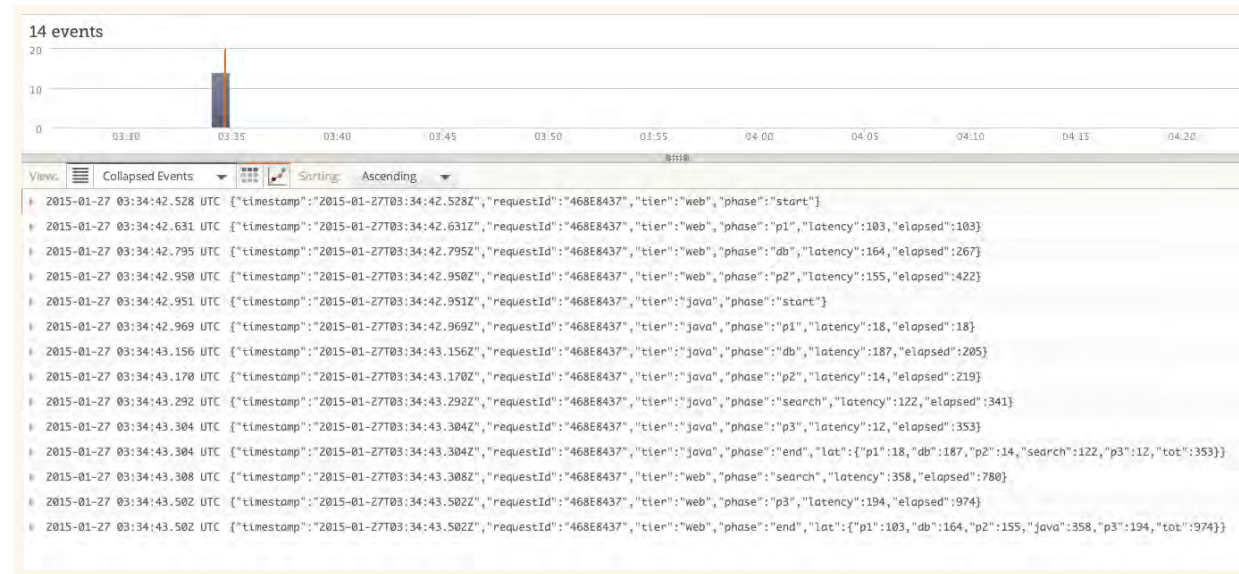 14 events
20
10
0
03:30 03:35 03:40 03:45 03:50 03:55 04:00 04:05 04:10 04:15 04:20
View: Collapsed Events Sorting: Ascending
2015-01-27 03:34:42.528 UTC {"timestamp":"2015-01-27T03:34:42.528Z","requestId":"468E8437","tier":"web","phase":"start"}
2015-01-27 03:34:42.631 UTC {"timestamp":"2015-01-27T03:34:42.631Z","requestId":"468E8437","tier":"web","phase":"p1","latency":103,"elapsed":103}
2015-01-27 03:34:42.795 UTC {"timestamp":"2015-01-27T03:34:42.795Z","requestId":"468E8437","tier":"web","phase":"db","latency":164,"elapsed":267}
2015-01-27 03:34:42.950 UTC {"timestamp":"2015-01-27T03:34:42.950Z","requestId":"468E8437","tier":"web","phase":"p2","latency":155,"elapsed":422}
2015-01-27 03:34:42.951 UTC {"timestamp":"2015-01-27T03:34:42.951Z","requestId":"468E8437","tier":"java","phase":"start"}
2015-01-27 03:34:42.969 UTC {"timestamp":"2015-01-27T03:34:42.969Z","requestId":"468E8437","tier":"java","phase":"p1","latency":18,"elapsed":18}
2015-01-27 03:34:43.156 UTC {"timestamp":"2015-01-27T03:34:43.156Z","requestId":"468E8437","tier":"java","phase":"db","latency":187,"elapsed":205}
2015-01-27 03:34:43.170 UTC {"timestamp":"2015-01-27T03:34:43.170Z","requestId":"468E8437","tier":"java","phase":"p2","latency":14,"elapsed":219}
2015-01-27 03:34:43.292 UTC {"timestamp":"2015-01-27T03:34:43.292Z","requestId":"468E8437","tier":"java","phase":"search","latency":122,"elapsed":341}
2015-01-27 03:34:43.304 UTC {"timestamp":"2015-01-27T03:34:43.304Z","requestId":"468E8437","tier":"java","phase":"p3","latency":12,"elapsed":353}
2015-01-27 03:34:43.304 UTC {"timestamp":"2015-01-27T03:34:43.304Z","requestId":"468E8437","tier":"java","phase":"end","lat":{"p1":18,"db":187,"p2":14,"search":122,"p3":12,"tot":353}}
2015-01-27 03:34:43.308 UTC {"timestamp":"2015-01-27T03:34:43.308Z","requestId":"468E8437","tier":"web","phase":"search","latency":358,"elapsed":780}
2015-01-27 03:34:43.502 UTC {"timestamp":"2015-01-27T03:34:43.502Z","requestId":"468E8437","tier":"web","phase":"p3","latency":194,"elapsed":974}
2015-01-27 03:34:43.502 UTC {"timestamp":"2015-01-27T03:34:43.502Z","requestId":"468E8437","tier":"web","phase":"end","lat":{"p1":103,"db":164,"p2":155,"java":358,"p3":194,"tot":974}}